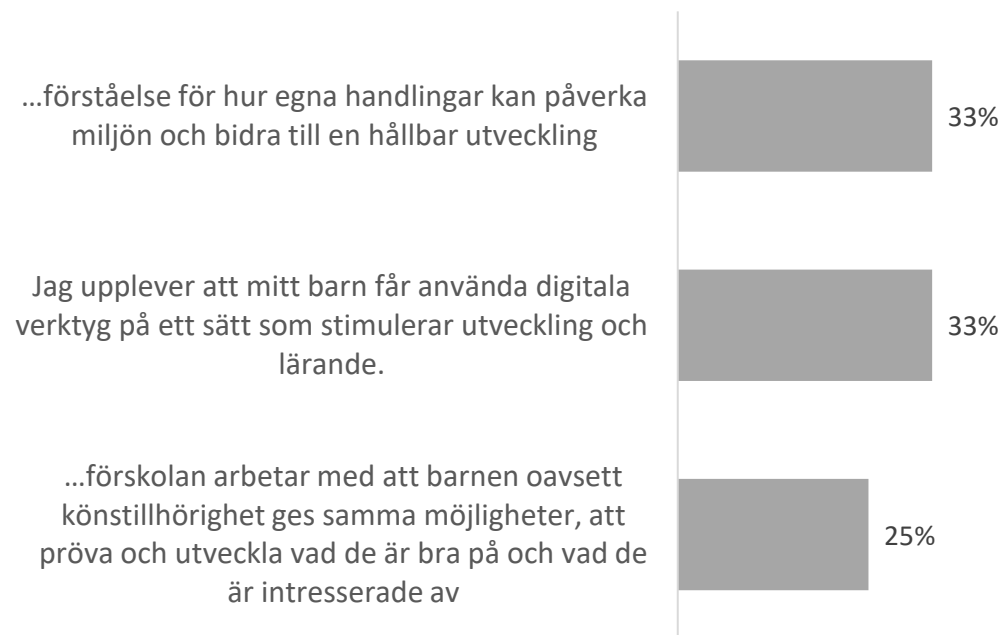 …förståelse för hur egna handlingar kan påverka
miljön och bidra till en hållbar utveckling
33%
Jag upplever att mitt barn får använda digitala
verktyg på ett sätt som stimulerar utveckling och
lärande.
33%
…förskolan arbetar med att barnen oavsett
könstillhörighet ges samma möjligheter, att
pröva och utveckla vad de är bra på och vad de
är intresserade av
25%